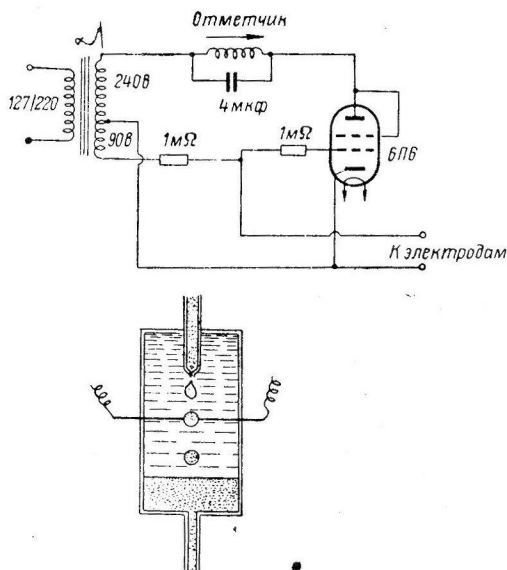 Отметчик
240В
4мкф
127/220
90В
1мΩ
1мΩ
6П6
К электродам